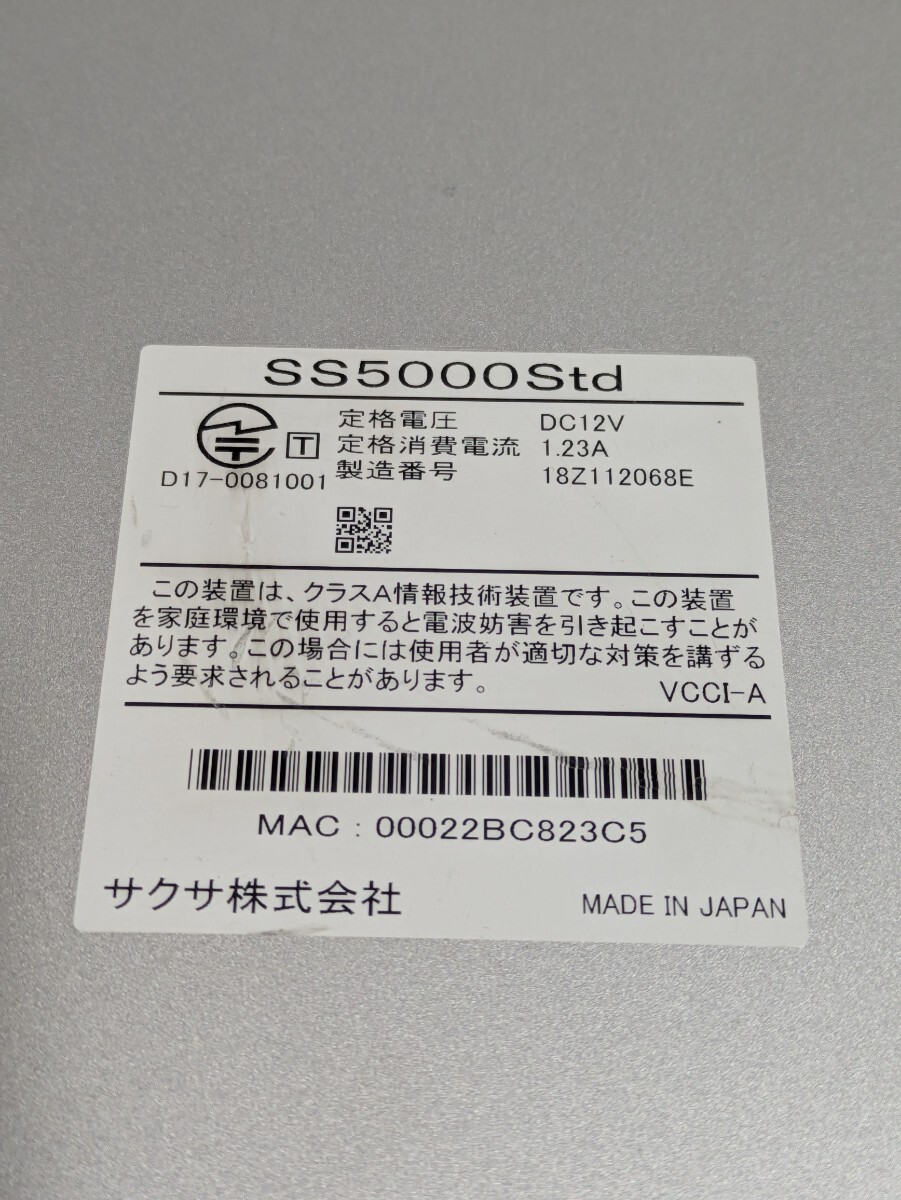 SS5000Std
定格電圧 DC12V
定格消費電流 1.23A
T
D17-0081001
製造番号 18Z112068E
この装置は、クラスA情報技術装置です。この装置
を家庭環境で使用すると電波妨害を引き起こすことが
あります。この場合には使用者が適切な対策を講ずる
よう要求されることがあります。 VCCI-A
MAC : 00022BC823C5
サクサ株式会社 MADE IN JAPAN